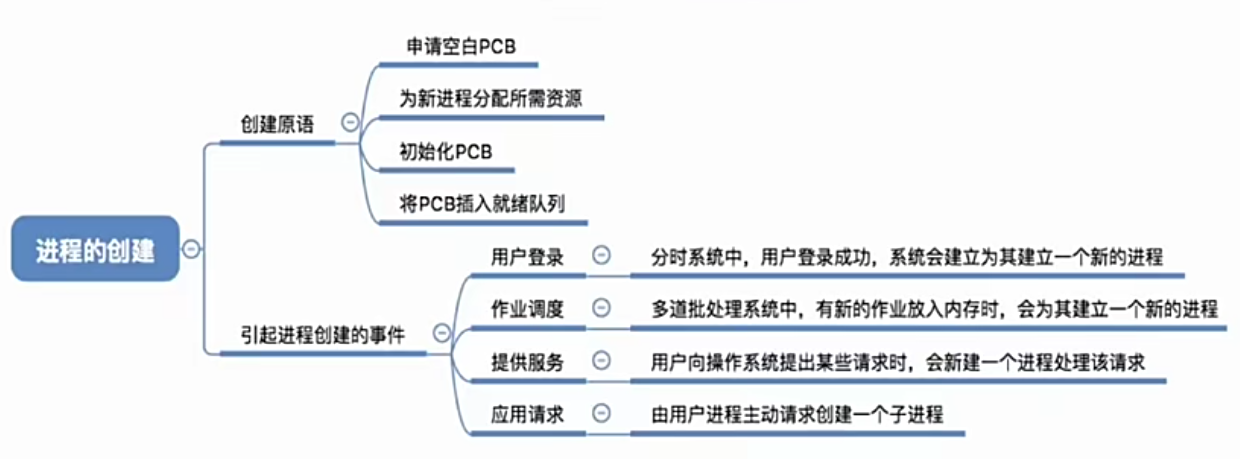 进程的创建
创建原语
申请空白PCB
为新进程分配所需资源
初始化PCB
将PCB插入就绪队列
引起进程创建的事件
用户登录
分时系统中，用户登录成功，系统会建立为其建立一个新的进程
作业调度
多道批处理系统中，有新的作业放入内存时，会为其建立一个新的进程
提供服务
用户向操作系统提出某些请求时，会新建一个进程处理该请求
应用请求
由用户进程主动请求创建一个子进程